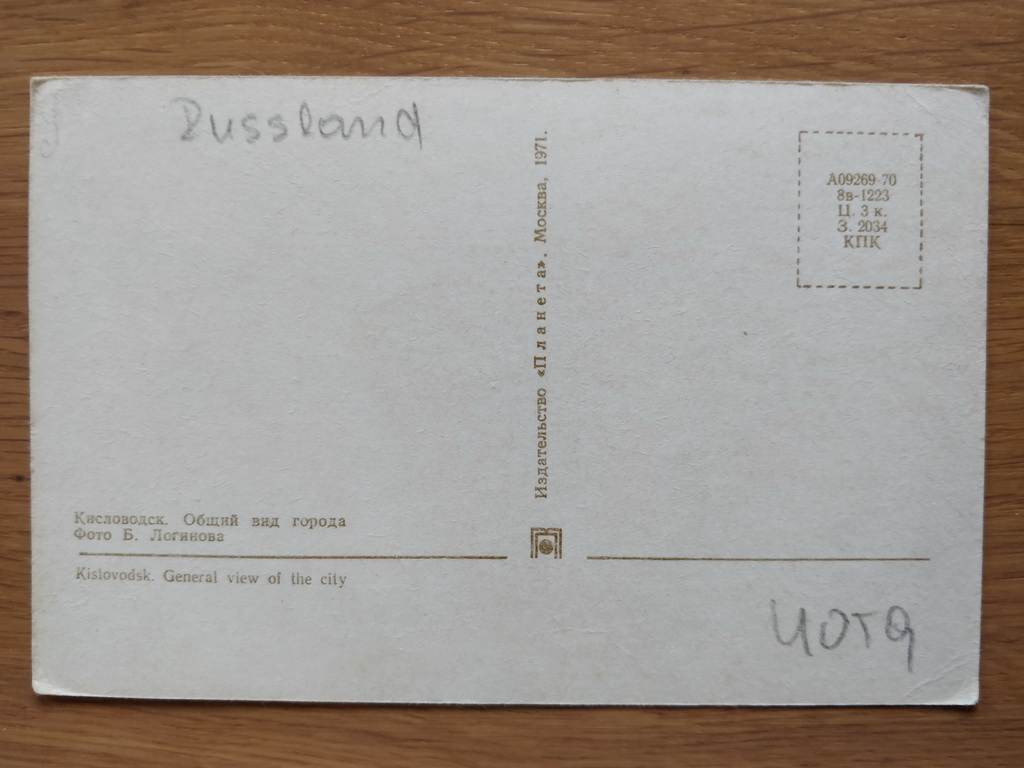 Russland
Издательство «Планета». Москва, 1971.
А09269-70
8в-1223
Ц. 3 к.
З. 2034
КПК
Кисловодск. Общий вид города
Фото Б. Логинова
Kislovodsk. General view of the city